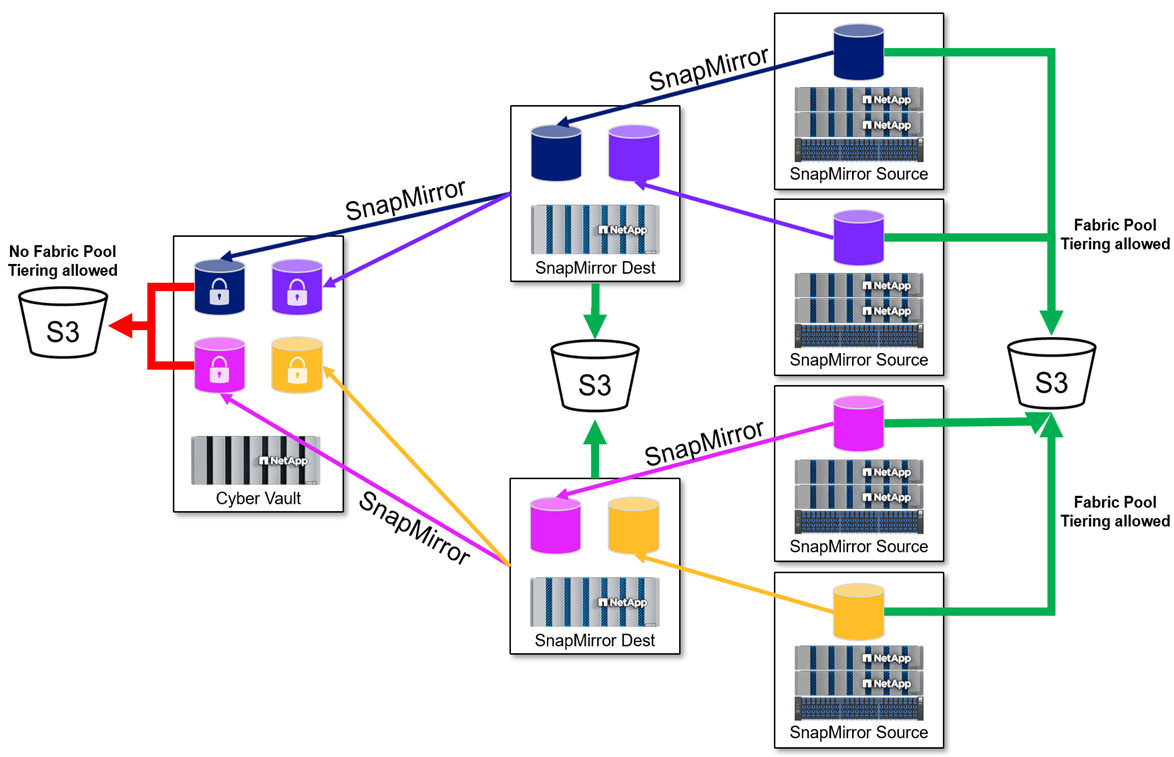 SnapMirror
NetApp
NetApp
SnapMirror Source
SnapMirror
NetApp
SnapMirror Dest
No Fabric Pool
Tiering allowed
S3
NetApp
Cyber Vault
Fabric Pool
Tiering allowed
NetApp
NetApp
SnapMirror Source
S3
S3
SnapMirror
NetApp
NetApp
SnapMirror Source
SnapMirror
NetApp
SnapMirror Dest
Fabric Pool
Tiering allowed
NetApp
NetApp
SnapMirror Source